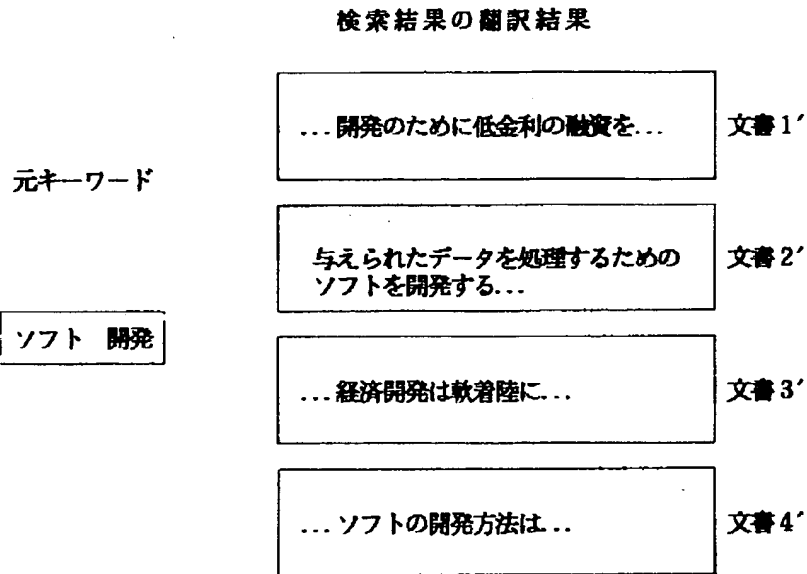 検索結果の翻訳結果
...開発のために低金利の融資を...
文書1′
元キーワード
与えられたデータを処理するための
ソフトを開発する...
文書2′
ソフト 開発
...経済開発は軟着陸に...
文書3′
...ソフトの開発方法は...
文書4′